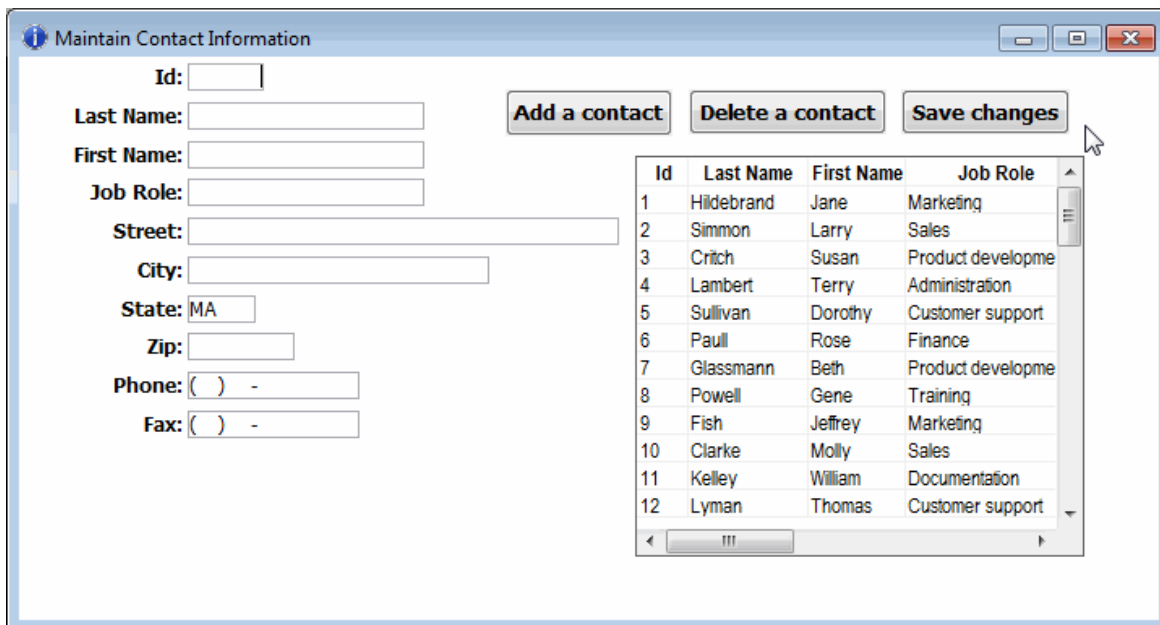 Maintain Contact Information
Id:
Last Name:
First Name:
Job Role:
Street:
City:
State: MA
Zip:
Phone: ( ) -
Fax: ( ) -
Add a contact Delete a contact Save changes
Id Last Name First Name Job Role
1 Hildebrand Jane Marketing
2 Simmon Larry Sales
3 Critch Susan Product developme
4 Lambert Terry Administration
5 Sullivan Dorothy Customer support
6 Paull Rose Finance
7 Glassmann Beth Product developme
8 Powell Gene Training
9 Fish Jeffrey Marketing
10 Clarke Molly Sales
11 Kelley William Documentation
12 Lyman Thomas Customer support